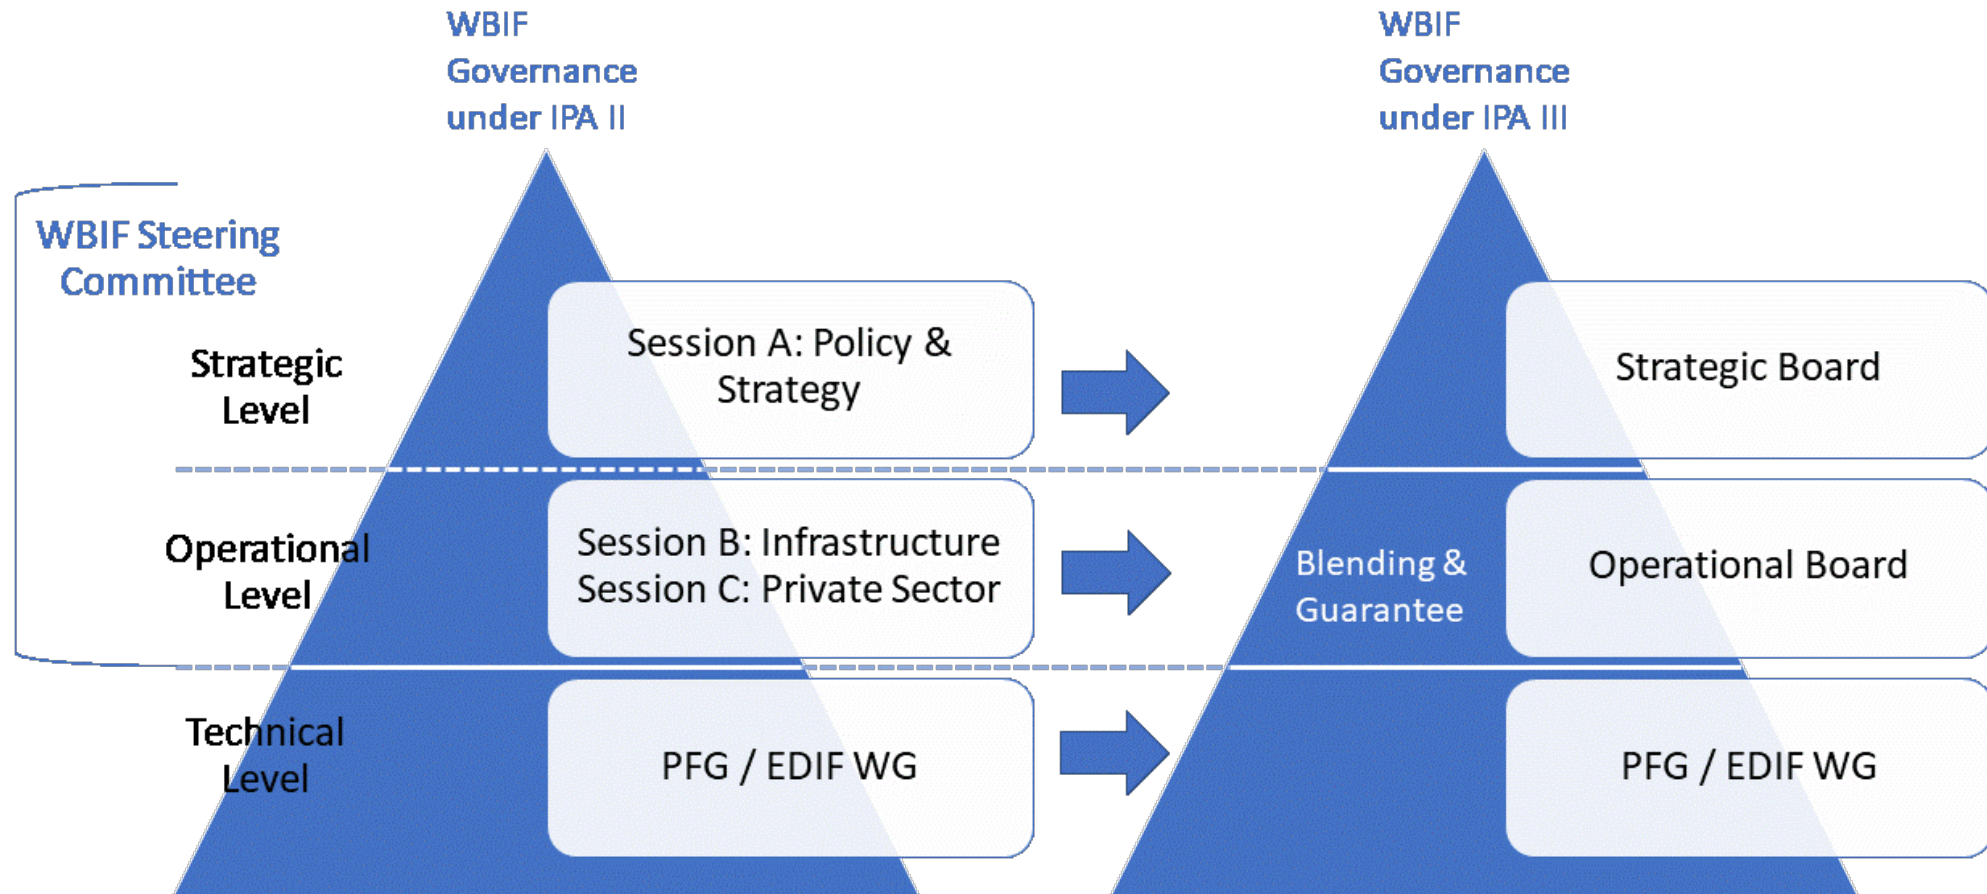 WBIF
Governance
under IPA II
WBIF
Governance
under IPA III
WBIF Steering
Committee
Strategic
Level
Session A: Policy &
Strategy
Strategic Board
Operational
Level
Session B: Infrastructure
Session C: Private Sector
Blending &
Guarantee
Operational Board
Technical
Level
PFG / EDIF WG
PFG / EDIF WG